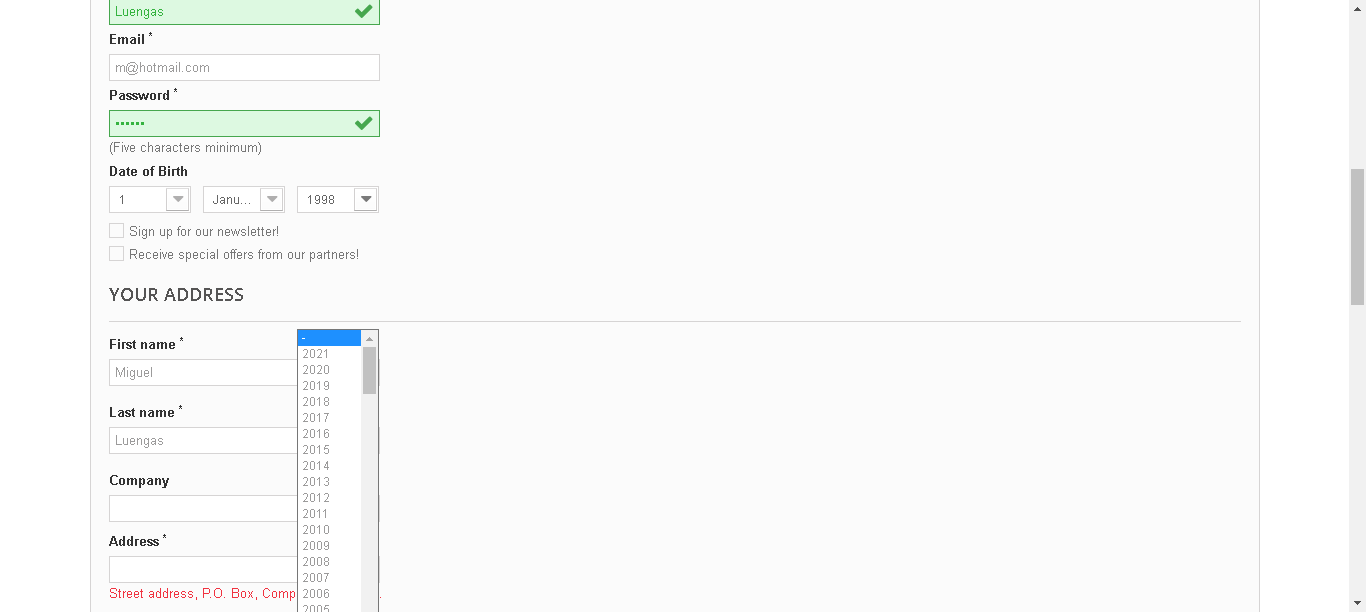 Luengas
Email *
m@hotmail.com
Password *
••••••
(Five characters minimum)
Date of Birth
1 Janu... 1998
Sign up for our newsletter!
Receive special offers from our partners!
YOUR ADDRESS
First name *
Miguel
Last name *
Luengas
Company
Address *
Street address, P.O. Box, Comp
-
2021
2020
2019
2018
2017
2016
2015
2014
2013
2012
2011
2010
2009
2008
2007
2006
2005